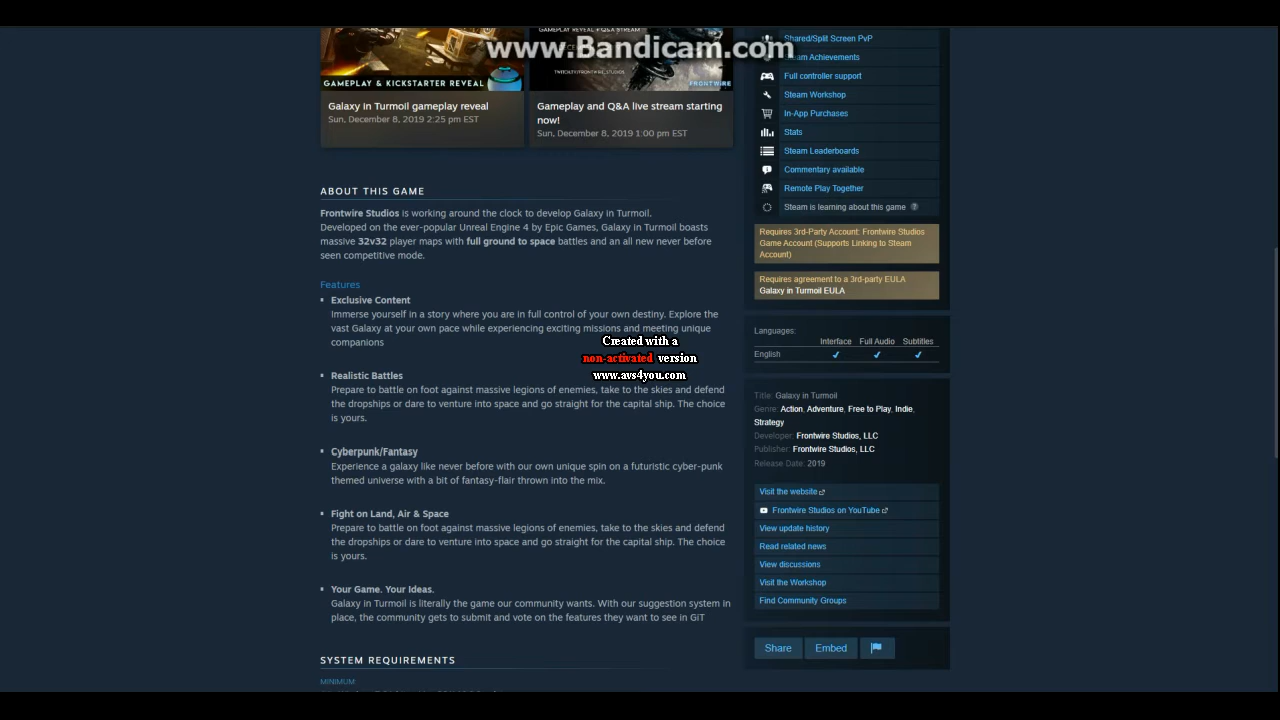 www.Bandicam.com
GAMEPLAY & KICKSTARTER REVEAL
GAMEPLAY REVEAL + Q&A STREAM
FRONTWIRE
Galaxy in Turmoil gameplay reveal
Sun, December 8, 2019 2:25 pm EST
Gameplay and Q&A live stream starting
now!
Sun, December 8, 2019 1:00 pm EST
ABOUT THIS GAME
Frontwire Studios is working around the clock to develop Galaxy in Turmoil.
Developed on the ever-popular Unreal Engine 4 by Epic Games, Galaxy in Turmoil boasts
massive 32v32 player maps with full ground to space battles and an all new never before
seen competitive mode.
Features
Exclusive Content
Immerse yourself in a story where you are in full control of your own destiny. Explore the
vast Galaxy at your own pace while experiencing exciting missions and meeting unique
companions
Created with a
non-activated version
www.avs4you.com
Realistic Battles
Prepare to battle on foot against massive legions of enemies, take to the skies and defend
the dropships or dare to venture into space and go straight for the capital ship. The choice
is yours.
Cyberpunk/Fantasy
Experience a galaxy like never before with our own unique spin on a futuristic cyber-punk
themed universe with a bit of fantasy-flair thrown into the mix.
Fight on Land, Air & Space
Prepare to battle on foot against massive legions of enemies, take to the skies and defend
the dropships or dare to venture into space and go straight for the capital ship. The choice
is yours.
Your Game. Your Ideas.
Galaxy in Turmoil is literally the game our community wants. With our suggestion system in
place, the community gets to submit and vote on the features they want to see in GiT
SYSTEM REQUIREMENTS
MINIMUM:
Shared/Split Screen PvP
Steam Achievements
Full controller support
Steam Workshop
In-App Purchases
Stats
Steam Leaderboards
Commentary available
Remote Play Together
Steam is learning about this game ?
Requires 3rd-Party Account: Frontwire Studios
Game Account (Supports Linking to Steam
Account)
Requires agreement to a 3rd-party EULA
Galaxy in Turmoil EULA
Languages:
Interface Full Audio Subtitles
English ✔ ✔ ✔
Title: Galaxy in Turmoil
Genre: Action, Adventure, Free to Play, Indie,
Strategy
Developer: Frontwire Studios, LLC
Publisher: Frontwire Studios, LLC
Release Date: 2019
Visit the website
Frontwire Studios on YouTube
View update history
Read related news
View discussions
Visit the Workshop
Find Community Groups
Share Embed